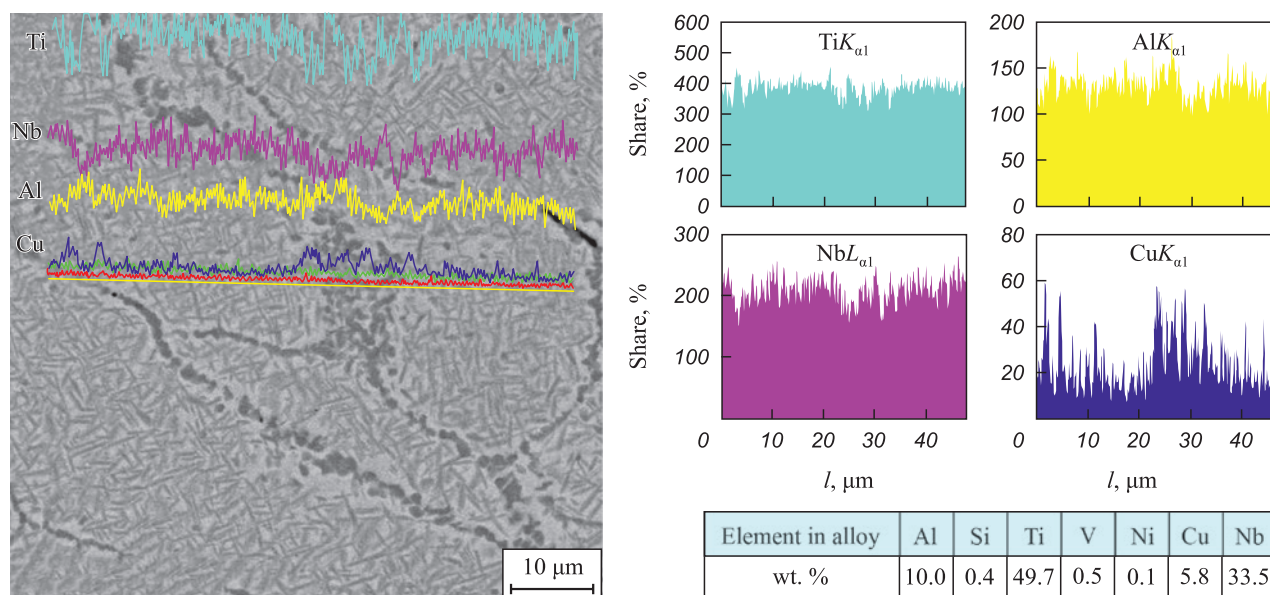 Ti
Nb
Al
Cu
10 μm
TiKα1
Share, %
600
500
400
300
200
100
0
AlKα1
200
150
100
50
0
NbLα1
Share, %
300
200
100
0 10 20 30 40
l, μm
CuKα1
80
60
40
20
0 10 20 30 40
l, μm
Element in alloy Al Si Ti V Ni Cu Nb
wt. % 10.0 0.4 49.7 0.5 0.1 5.8 33.5